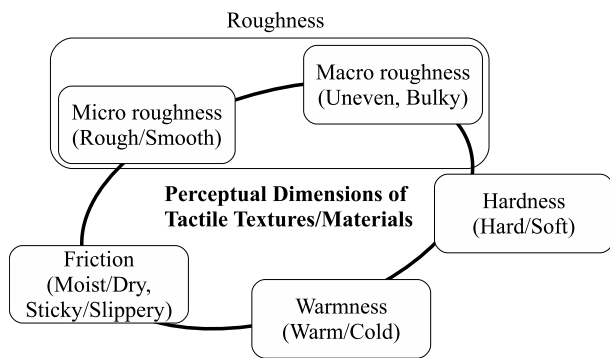 Roughness
Macro roughness
(Uneven, Bulky)
Micro roughness
(Rough/Smooth)
Perceptual Dimensions of
Tactile Textures/Materials
Hardness
(Hard/Soft)
Friction
(Moist/Dry,
Sticky/Slippery)
Warmness
(Warm/Cold)